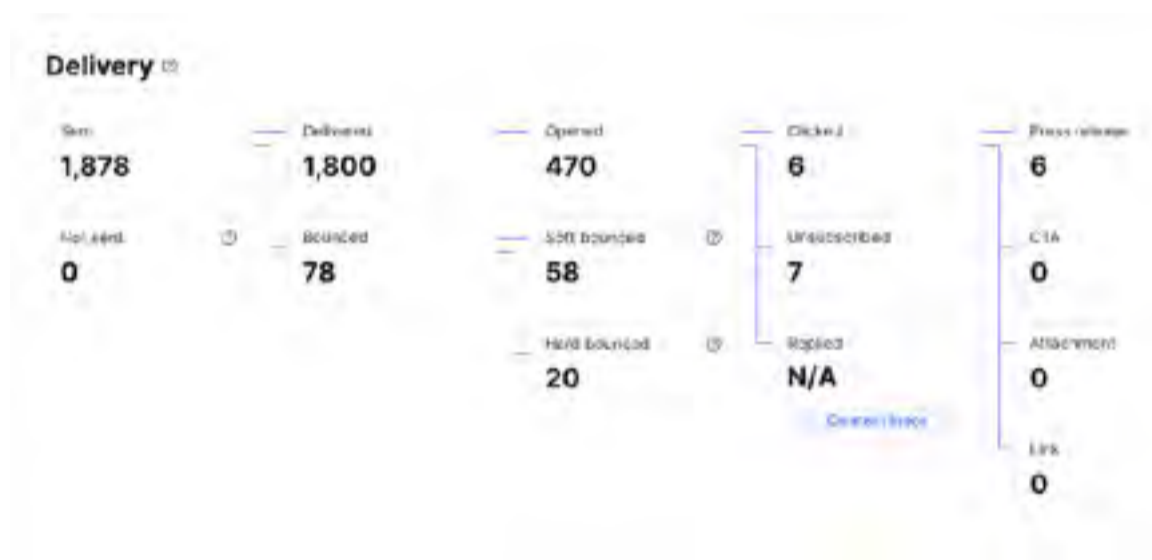 Delivery
Sent
Delivered
Opened
Clicked
Press release
1,878
1,800
470
6
6
Not sent
Bounced
Soft bounced
Unsubscribed
CTA
0
78
58
7
0
Hard bounced
Replied
Attachment
20
N/A
0
Link
0